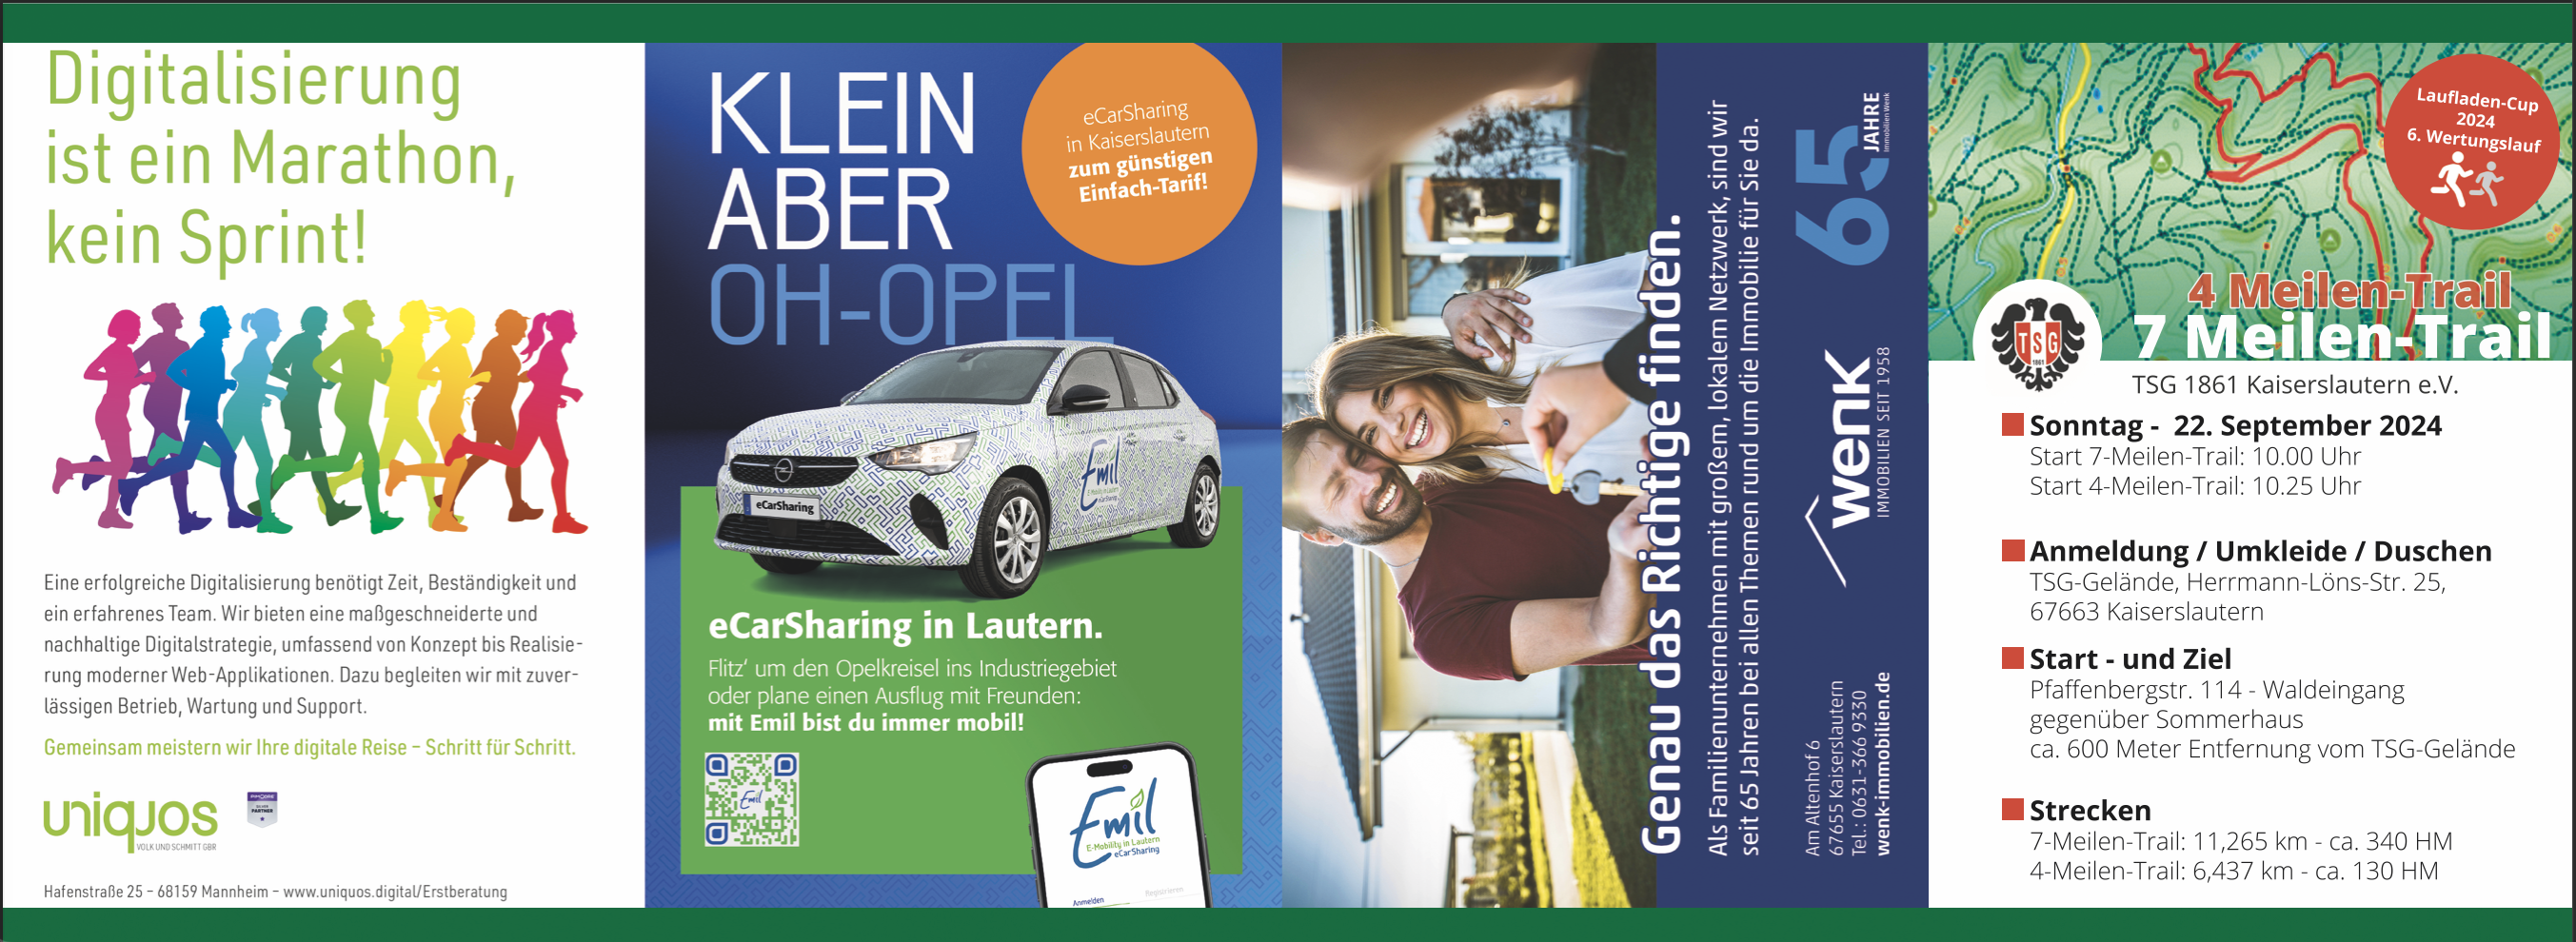 Digitalisierung
ist ein Marathon,
kein Sprint!
Eine erfolgreiche Digitalisierung benötigt Zeit, Beständigkeit und
ein erfahrenes Team. Wir bieten eine maßgeschneiderte und
nachhaltige Digitalstrategie, umfassend von Konzept bis Realisie-
rung moderner Web-Applikationen. Dazu begleiten wir mit zuver-
lässigen Betrieb, Wartung und Support.
Gemeinsam meistern wir Ihre digitale Reise – Schritt für Schritt.
uniquos
VOLK UND SCHMITT GBR
PARTNER
Hafenstraße 25 – 68159 Mannheim – www.uniquos.digital/Erstberatung
KLEIN
ABER
OH-OPEL
eCarSharing
in Kaiserslautern
zum günstigen
Einfach-Tarif!
Emil
eCarSharing
eCarSharing in Lautern.
Flitz‘ um den Opelkreisel ins Industriegebiet
oder plane einen Ausflug mit Freunden:
mit Emil bist du immer mobil!
Emil
Emil
E-Mobility in Lautern
eCarSharing
Anmelden
Registrieren
Genau das Richtige finden.
Als Familienunternehmen mit großem, lokalem Netzwerk, sind wir
seit 65 Jahren bei allen Themen rund um die Immobilie für Sie da.
Am Altenhof 6
67655 Kaiserslautern
Tel.: 0631-366 9330
wenk-immobilien.de
wenk
IMMOBILIEN SEIT 1958
65
JAHRE
Immobilien Wenk
Laufladen-Cup
2024
6. Wertungslauf
4 Meilen-Trail
7 Meilen-Trail
TSG
1861
TSG 1861 Kaiserslautern e.V.
Sonntag - 22. September 2024
Start 7-Meilen-Trail: 10.00 Uhr
Start 4-Meilen-Trail: 10.25 Uhr
Anmeldung / Umkleide / Duschen
TSG-Gelände, Herrmann-Löns-Str. 25,
67663 Kaiserslautern
Start - und Ziel
Pfaffenbergstr. 114 - Waldeingang
gegenüber Sommerhaus
ca. 600 Meter Entfernung vom TSG-Gelände
Strecken
7-Meilen-Trail: 11,265 km - ca. 340 HM
4-Meilen-Trail: 6,437 km - ca. 130 HM